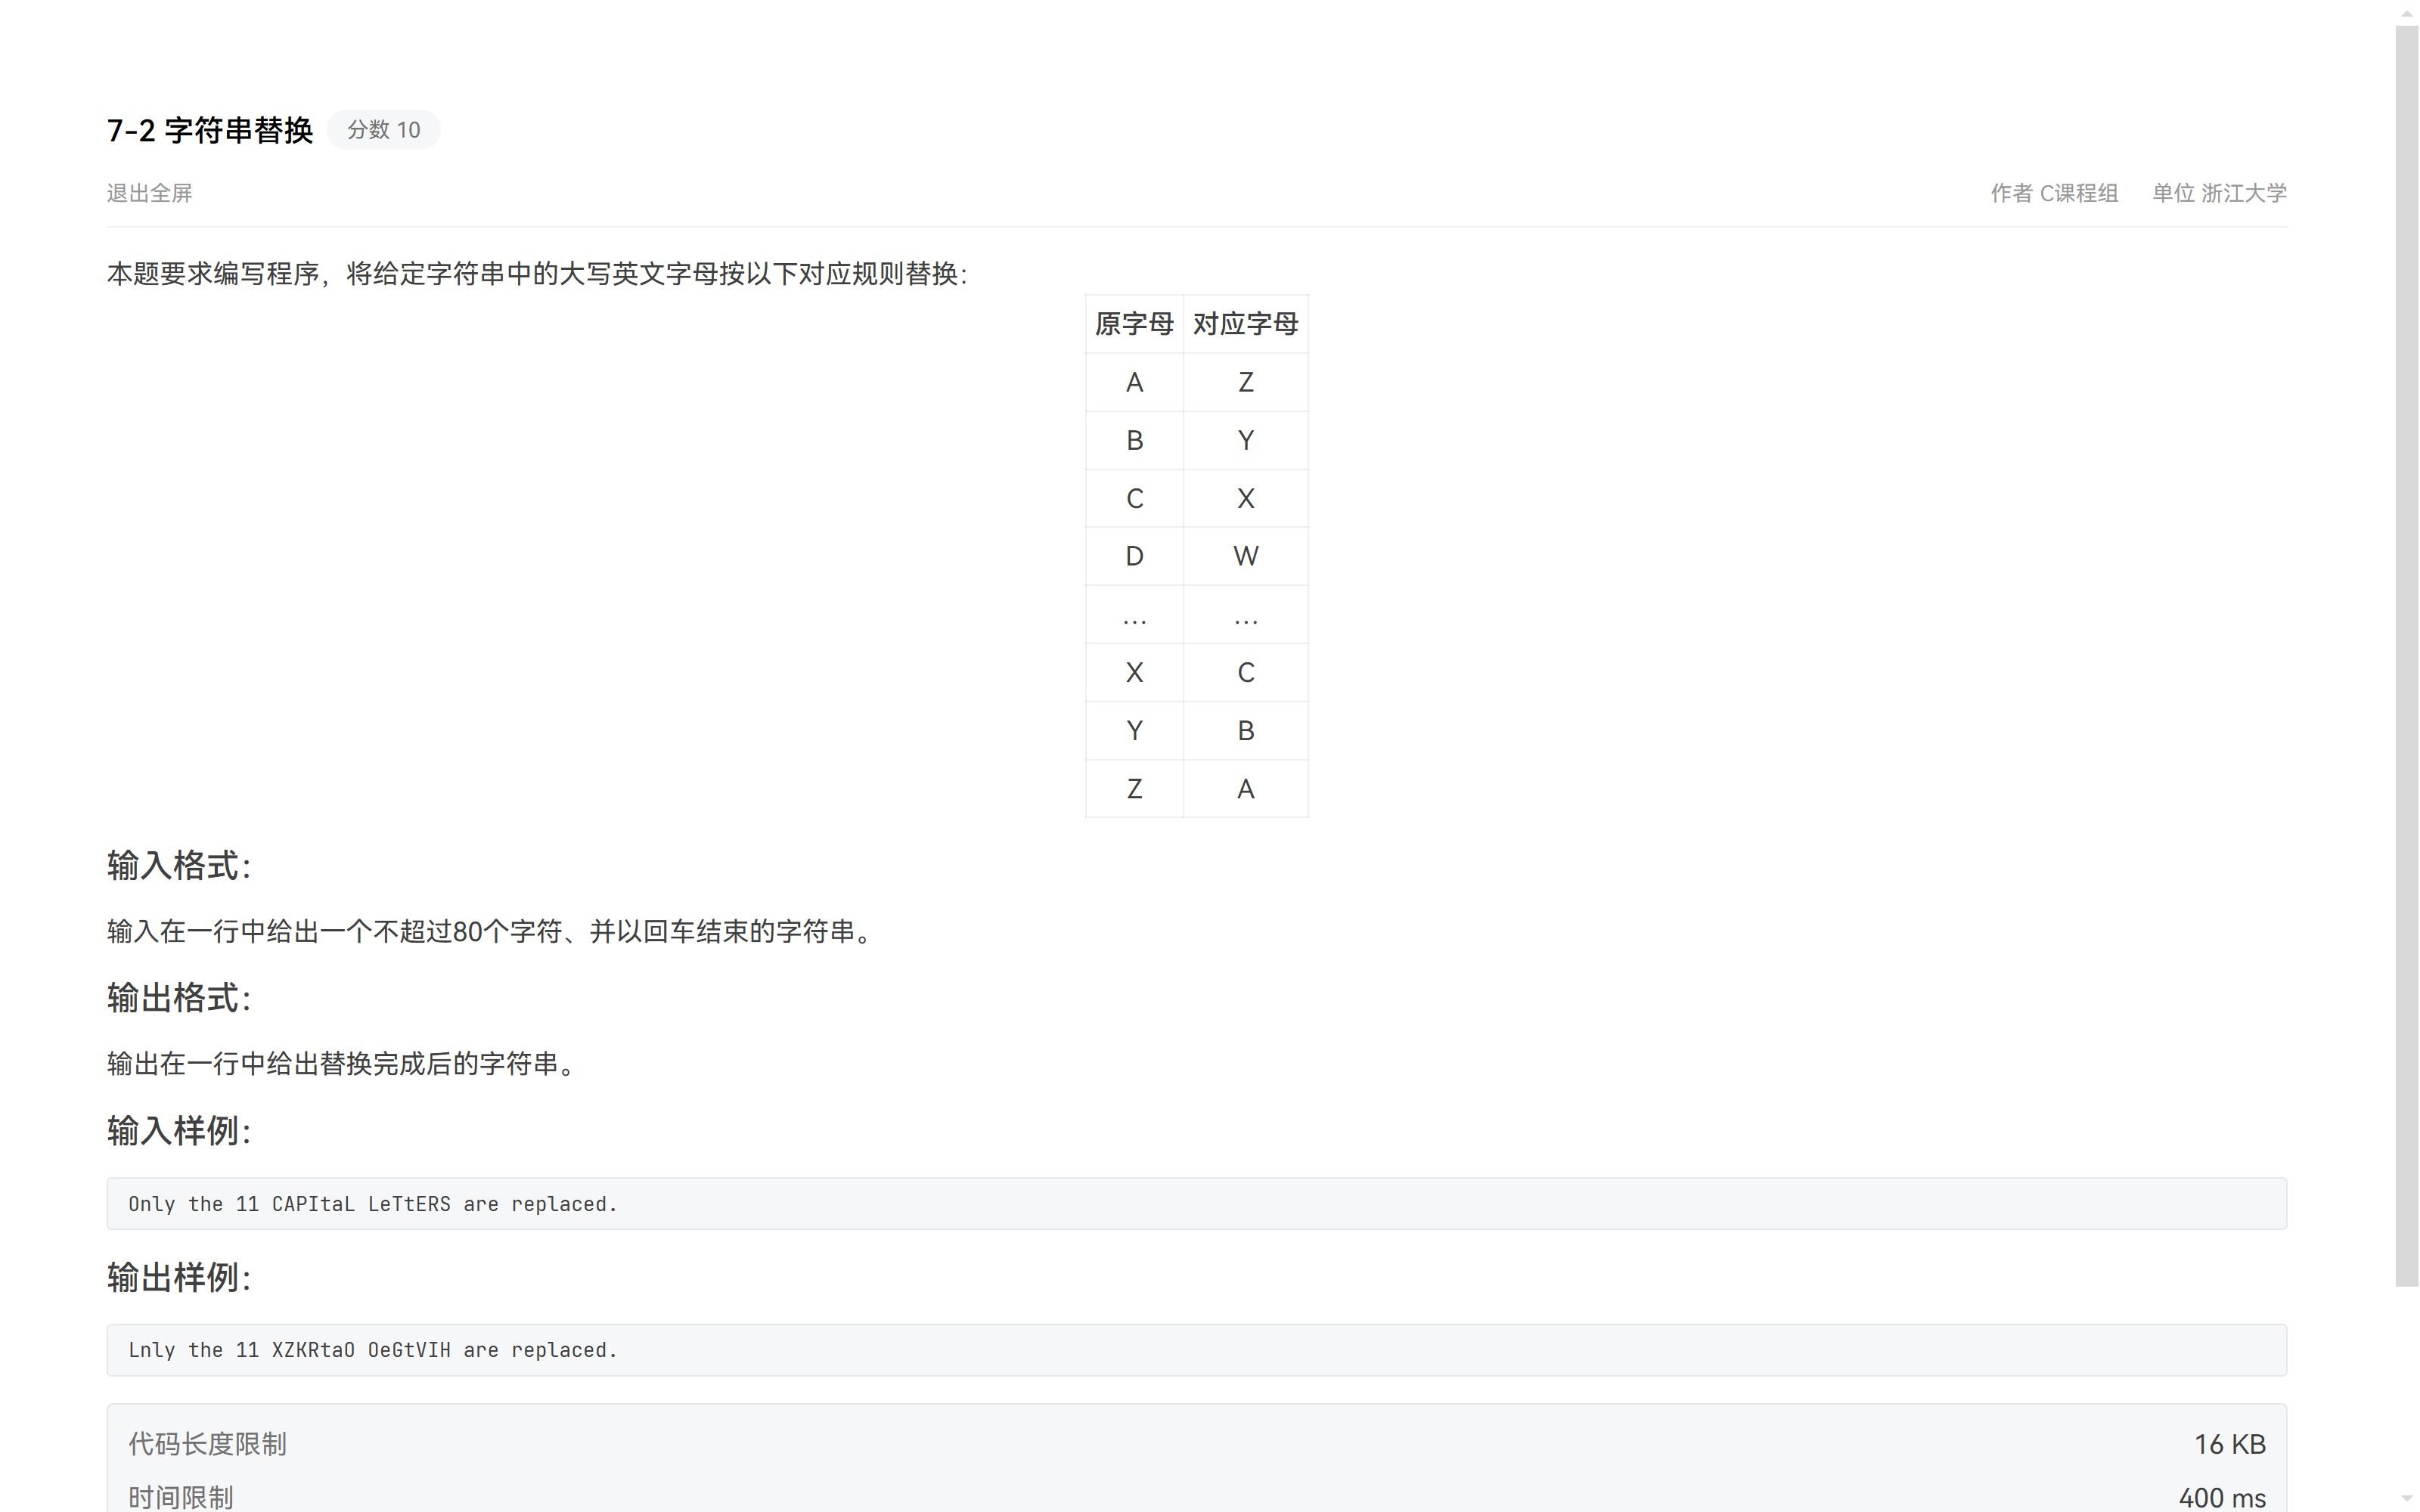 7-2 字符串替换 分数 10
退出全屏 作者 C课程组 单位 浙江大学
本题要求编写程序，将给定字符串中的大写英文字母按以下对应规则替换：
原字母 对应字母
A Z
B Y
C X
D W
... ...
X C
Y B
Z A
输入格式：
输入在一行中给出一个不超过80个字符、并以回车结束的字符串。
输出格式：
输出在一行中给出替换完成后的字符串。
输入样例：
Only the 11 CAPItaL LeTtERS are replaced.
输出样例：
Lnly the 11 XZKRtaO OeGtVIH are replaced.
代码长度限制 16 KB
时间限制 400 ms